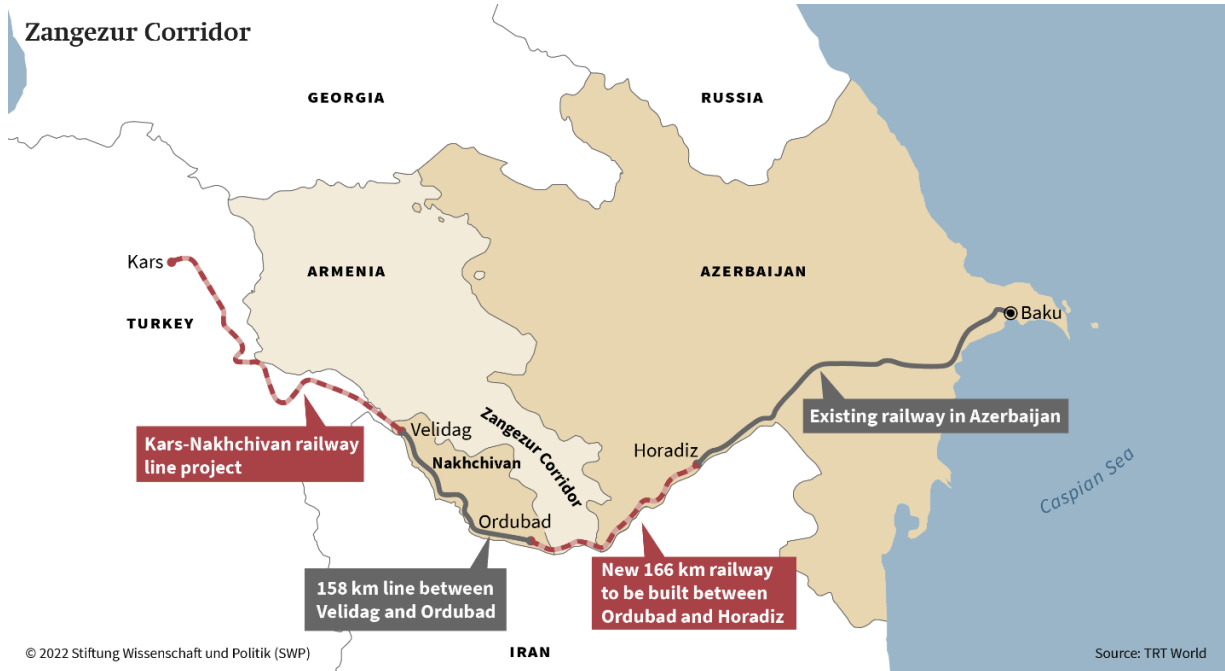 Zangezur Corridor
GEORGIA
RUSSIA
Kars
ARMENIA
AZERBAIJAN
TURKEY
Baku
Existing railway in Azerbaijan
Kars-Nakhchivan railway
line project
Velidag
Zangezur Corridor
Horadiz
Nakhchivan
Caspian Sea
Ordubad
158 km line between
Velidag and Ordubad
New 166 km railway
to be built between
Ordubad and Horadiz
© 2022 Stiftung Wissenschaft und Politik (SWP)
IRAN
Source: TRT World